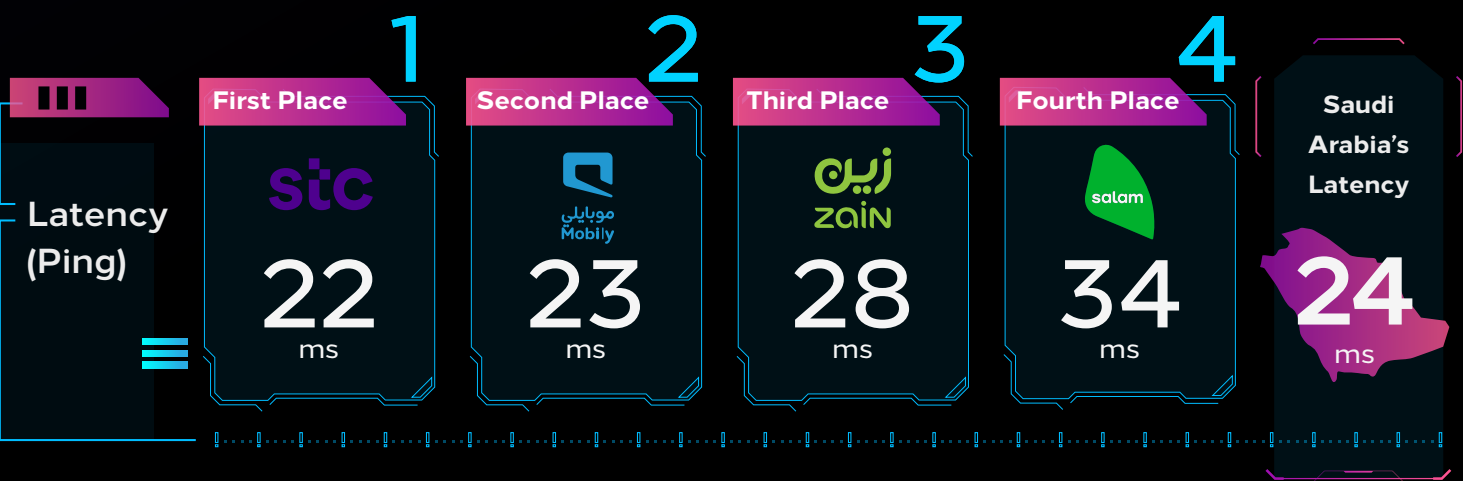 Latency
(Ping)
1
First Place
stc
22
ms
2
Second Place
موبايلي
Mobily
23
ms
3
Third Place
زين
zain
28
ms
4
Fourth Place
salam
34
ms
Saudi
Arabia's
Latency
24
ms